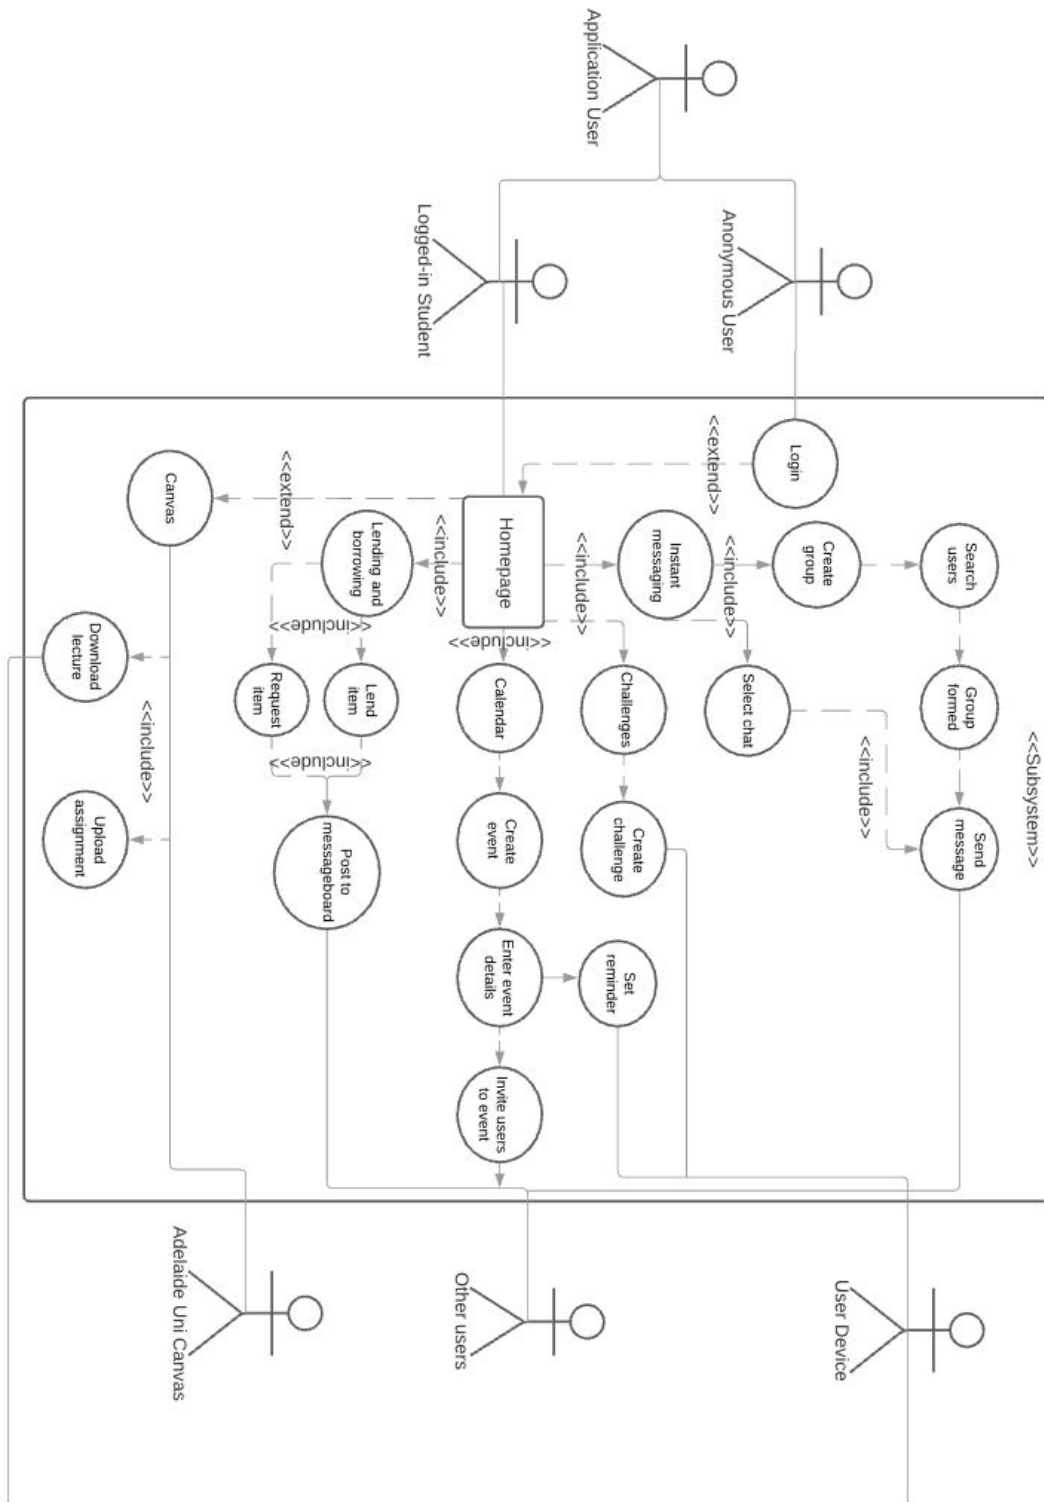 <<Subsystem>>
Application User
Anonymous User
Logged-in Student
Login
<<extend>>
Homepage
Search
users
Create
group
Instant
messaging
<<include>>
<<include>>
Group
formed
Select chat
Send
message
<<include>>
Challenges
Create
challenge
<<include>>
Calendar
Create
event
Enter event
details
Set
reminder
Invite users
to event
<<include>>
Lending and
borrowing
<<include>>
Lend
item
Request
item
<<include>>
Post to
messageboard
<<extend>>
Canvas
Download
lecture
<<include>>
Upload
assignment
User Device
Other users
Adelaide Uni Canvas